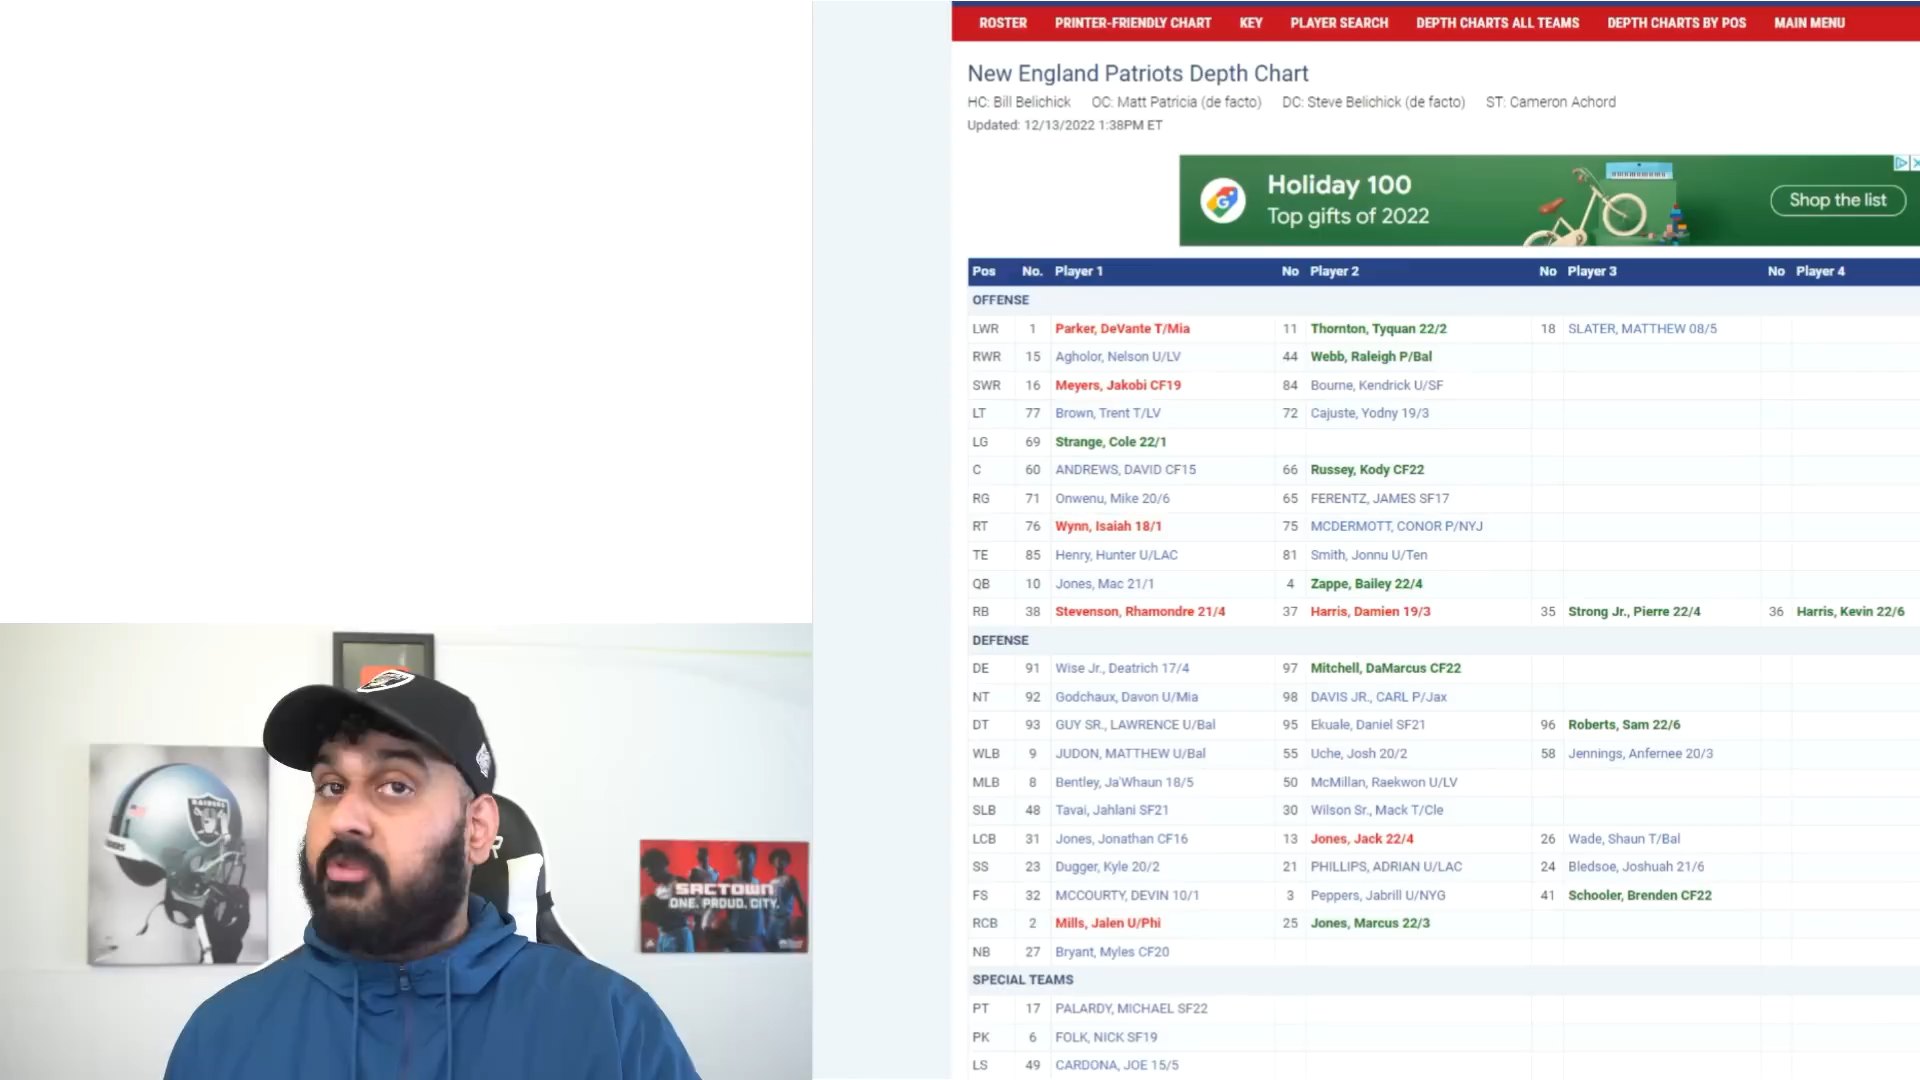 ROSTER PRINTER-FRIENDLY CHART KEY PLAYER SEARCH DEPTH CHARTS ALL TEAMS DEPTH CHARTS BY POS MAIN MENU
New England Patriots Depth Chart
HC: Bill Belichick OC: Matt Patricia (de facto) DC: Steve Belichick (de facto) ST: Cameron Achord
Updated: 12/13/2022 1:38PM ET
Holiday 100
Top gifts of 2022
Shop the list
Pos No. Player 1 No Player 2 No Player 3 No Player 4
OFFENSE
LWR 1 Parker, DeVante T/Mia 11 Thornton, Tyquan 22/2 18 SLATER, MATTHEW 08/5
RWR 15 Agholor, Nelson U/LV 44 Webb, Raleigh P/Bal
SWR 16 Meyers, Jakobi CF19 84 Bourne, Kendrick U/SF
LT 77 Brown, Trent T/LV 72 Cajuste, Yodny 19/3
LG 69 Strange, Cole 22/1
C 60 ANDREWS, DAVID CF15 66 Russey, Kody CF22
RG 71 Onwenu, Mike 20/6 65 FERENTZ, JAMES SF17
RT 76 Wynn, Isaiah 18/1 75 MCDERMOTT, CONOR P/NYJ
TE 85 Henry, Hunter U/LAC 81 Smith, Jonnu U/Ten
QB 10 Jones, Mac 21/1 4 Zappe, Bailey 22/4
RB 38 Stevenson, Rhamondre 21/4 37 Harris, Damien 19/3 35 Strong Jr., Pierre 22/4 36 Harris, Kevin 22/6
DEFENSE
DE 91 Wise Jr., Deatrich 17/4 97 Mitchell, DaMarcus CF22
NT 92 Godchaux, Davon U/Mia 98 DAVIS JR., CARL P/Jax
DT 93 GUY SR., LAWRENCE U/Bal 95 Ekuale, Daniel SF21 96 Roberts, Sam 22/6
WLB 9 JUDON, MATTHEW U/Bal 55 Uche, Josh 20/2 58 Jennings, Anfernee 20/3
MLB 8 Bentley, Ja'Whaun 18/5 50 McMillan, Raekwon U/LV
SLB 48 Tavai, Jahlani SF21 30 Wilson Sr., Mack T/Cle
LCB 31 Jones, Jonathan CF16 13 Jones, Jack 22/4 26 Wade, Shaun T/Bal
SS 23 Dugger, Kyle 20/2 21 PHILLIPS, ADRIAN U/LAC 24 Bledsoe, Joshuah 21/6
FS 32 MCCOURTY, DEVIN 10/1 3 Peppers, Jabrill U/NYG 41 Schooler, Brenden CF22
RCB 2 Mills, Jalen U/Phi 25 Jones, Marcus 22/3
NB 27 Bryant, Myles CF20
SPECIAL TEAMS
PT 17 PALARDY, MICHAEL SF22
PK 6 FOLK, NICK SF19
LS 49 CARDONA, JOE 15/5
RAIDERS
SACTOWN
ONE. PROUD. CITY.